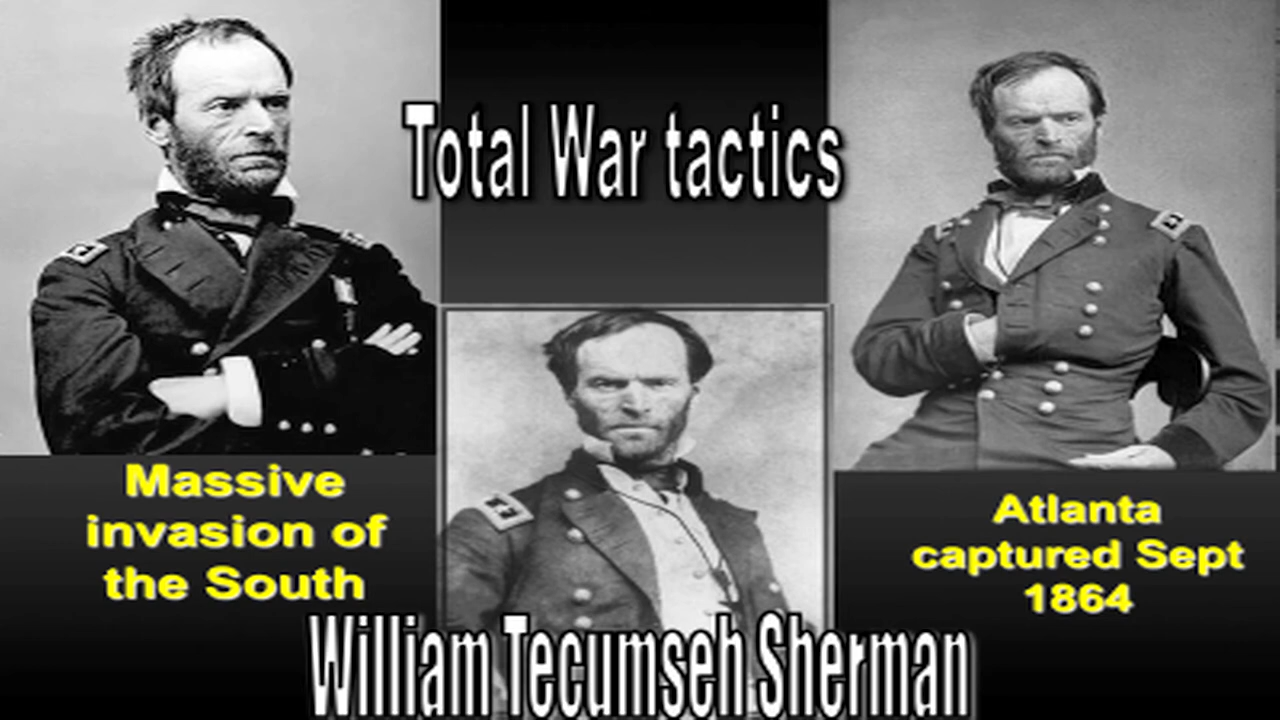 Total War tactics
Massive
invasion of
the South
Atlanta
captured Sept
1864
William Tecumseh Sherman